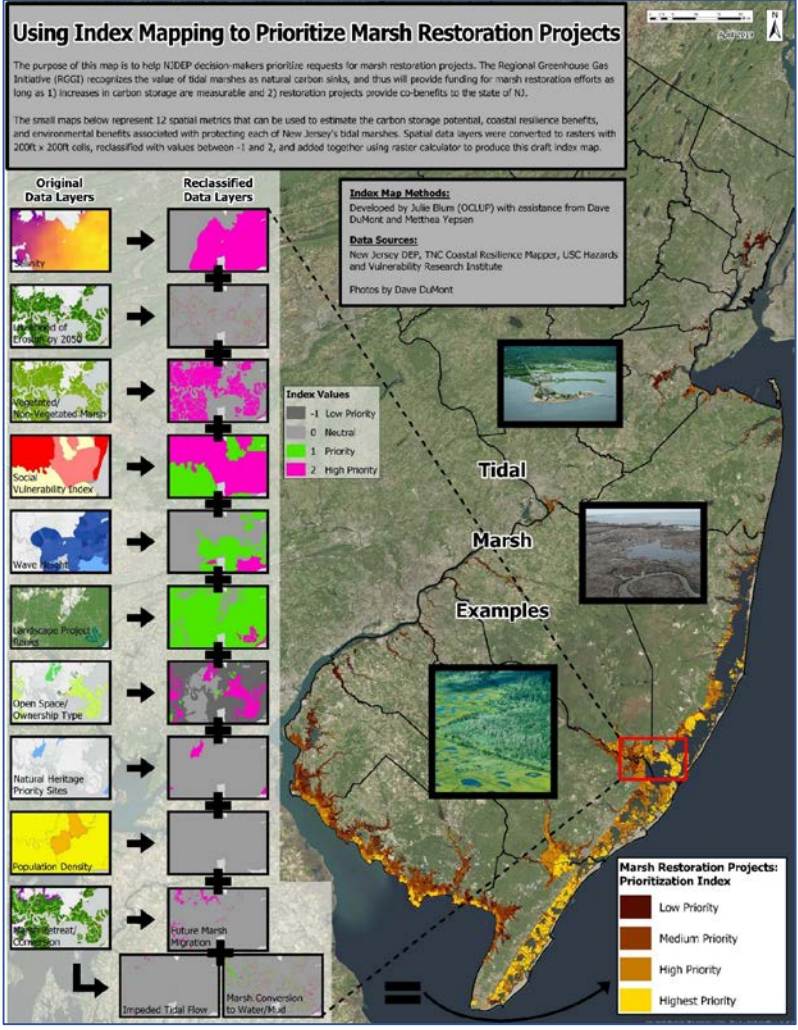 Using Index Mapping to Prioritize Marsh Restoration Projects
The purpose of this map is to help NJDEP decision-makers prioritize requests for marsh restoration projects. The Regional Greenhouse Gas
Initiative (RGGI) recognizes the value of tidal marshes as natural carbon sinks, and thus will provide funding for marsh restoration efforts as
long as 1) increases in carbon storage are measurable and 2) restoration projects provide co-benefits to the state of NJ.
The small maps below represent 12 spatial metrics that can be used to estimate the carbon storage potential, coastal resilience benefits,
and environmental benefits associated with protecting each of New Jersey's tidal marshes. Spatial data layers were converted to rasters with
200ft x 200ft cells, reclassified with values between -1 and 2, and added together using raster calculator to produce this draft index map.
N
April 2019
Original
Data Layers
Reclassified
Data Layers
Index Map Methods:
Developed by Julie Blum (OCLUP) with assistance from Dave
DuMont and Metthea Yepsen
Data Sources:
New Jersey DEP, TNC Coastal Resilience Mapper, USC Hazards
and Vulnerability Research Institute
Photos by Dave DuMont
Salinity
Likelihood of
Erosion by 2050
Vegetated/
Non-Vegetated Marsh
Social
Vulnerability Index
Wave Height
Landscape Project
Ranks
Open Space/
Ownership Type
Natural Heritage
Priority Sites
Population Density
Marsh Retreat/
Conversion
Future Marsh
Migration
Impeded Tidal Flow
Marsh Conversion
to Water/Mud
Index Values
-1 Low Priority
0 Neutral
1 Priority
2 High Priority
Tidal
Marsh
Examples
Marsh Restoration Projects:
Prioritization Index
Low Priority
Medium Priority
High Priority
Highest Priority